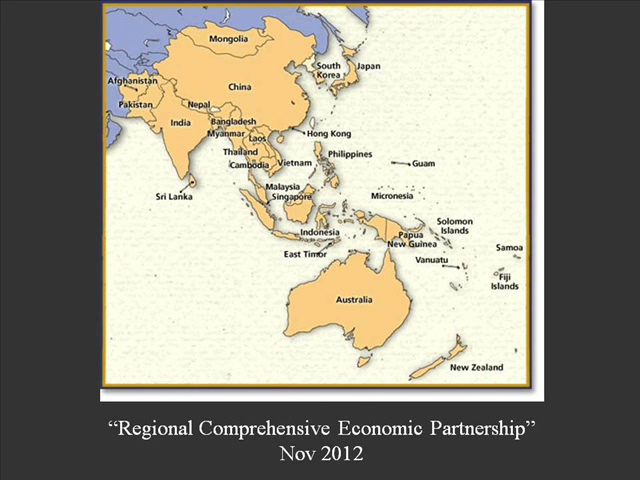 Mongolia
South
Korea
Japan
Afghanistan
China
Pakistan
Nepal
India
Bangladesh
Myanmar
Laos
Hong Kong
Thailand
Philippines
Cambodia
Vietnam
Guam
Malaysia
Sri Lanka
Singapore
Micronesia
Solomon
Islands
Indonesia
Papua
New Guinea
East Timor
Vanuatu
Samoa
Fiji
Islands
Australia
New Zealand
“Regional Comprehensive Economic Partnership”
Nov 2012